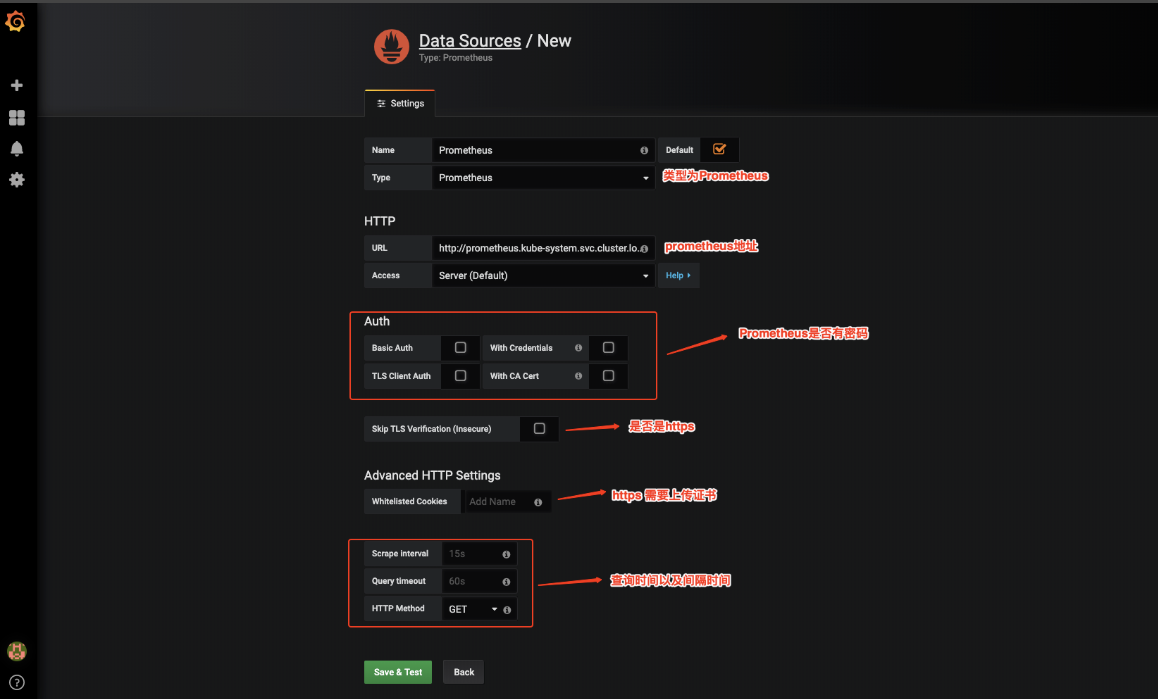 Data Sources / New
Type: Prometheus
Settings
Name Prometheus Default
Type Prometheus 类型为Prometheus
HTTP
URL http://prometheus.kube-system.svc.cluster.lo.. prometheus地址
Access Server (Default) Help
Auth
Prometheus是否有密码
Basic Auth With Credentials
TLS Client Auth With CA Cert
Skip TLS Verification (Insecure) 是否是https
Advanced HTTP Settings
Whitelisted Cookies Add Name https 需要上传证书
Scrape interval 15s
Query timeout 60s 查询时间以及间隔时间
HTTP Method GET
Save & Test Back